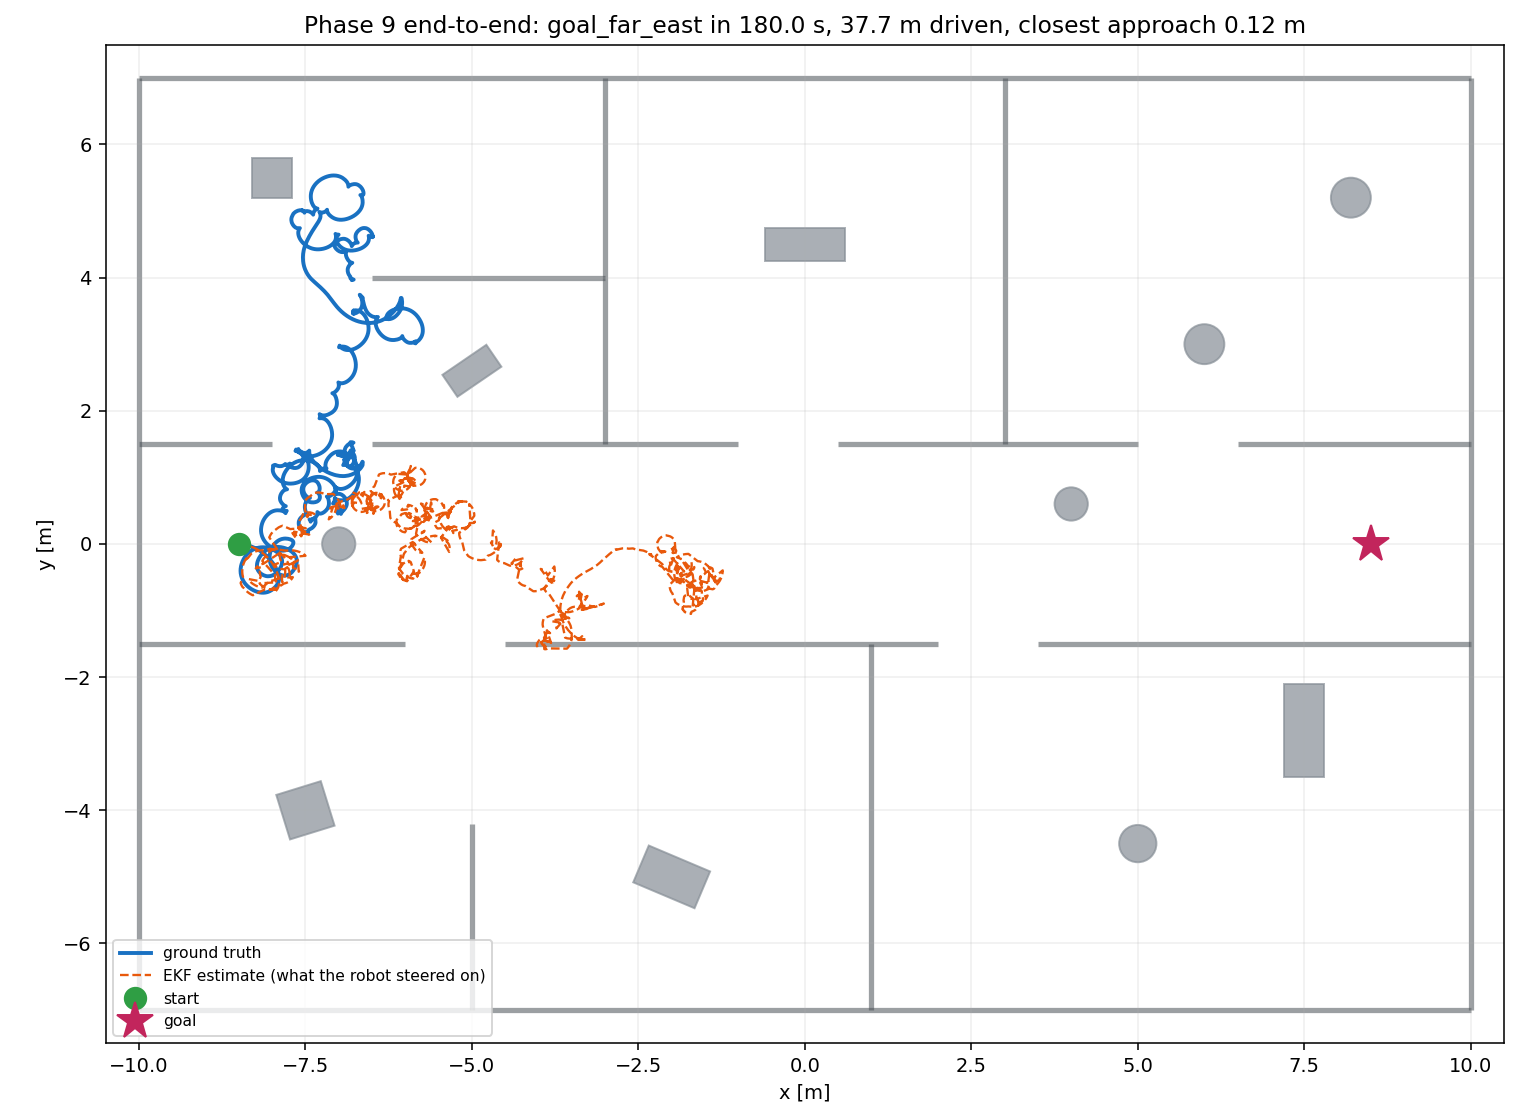 Phase 9 end-to-end: goal_far_east in 180.0 s, 37.7 m driven, closest approach 0.12 m
6
4
2
0
−2
−4
−6
y [m]
ground truth
EKF estimate (what the robot steered on)
start
goal
−10.0 −7.5 −5.0 −2.5 0.0 2.5 5.0 7.5 10.0
x [m]